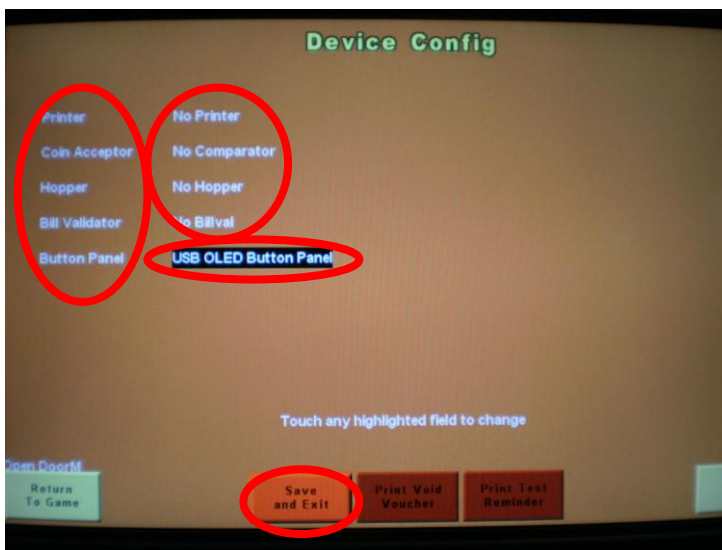 Device Config
Printer No Printer
Coin Acceptor No Comparator
Hopper No Hopper
Bill Validator No Billval
Button Panel USB OLED Button Panel
Touch any highlighted field to change
Open DoorM
Return
To Game
Save
and Exit
Print Void
Voucher
Print Test
Reminder